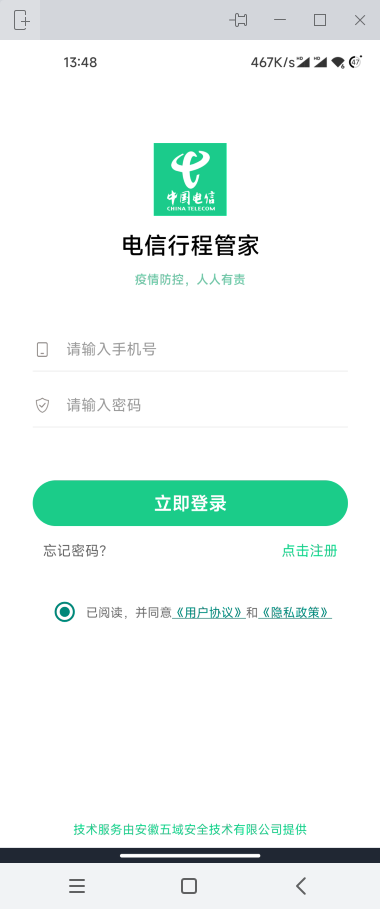 13:48
467K/s HD HD 47
中国电信
CHINA TELECOM
电信行程管家
疫情防控，人人有责
请输入手机号
请输入密码
立即登录
忘记密码?
点击注册
已阅读，并同意《用户协议》和《隐私政策》
技术服务由安徽五域安全技术有限公司提供